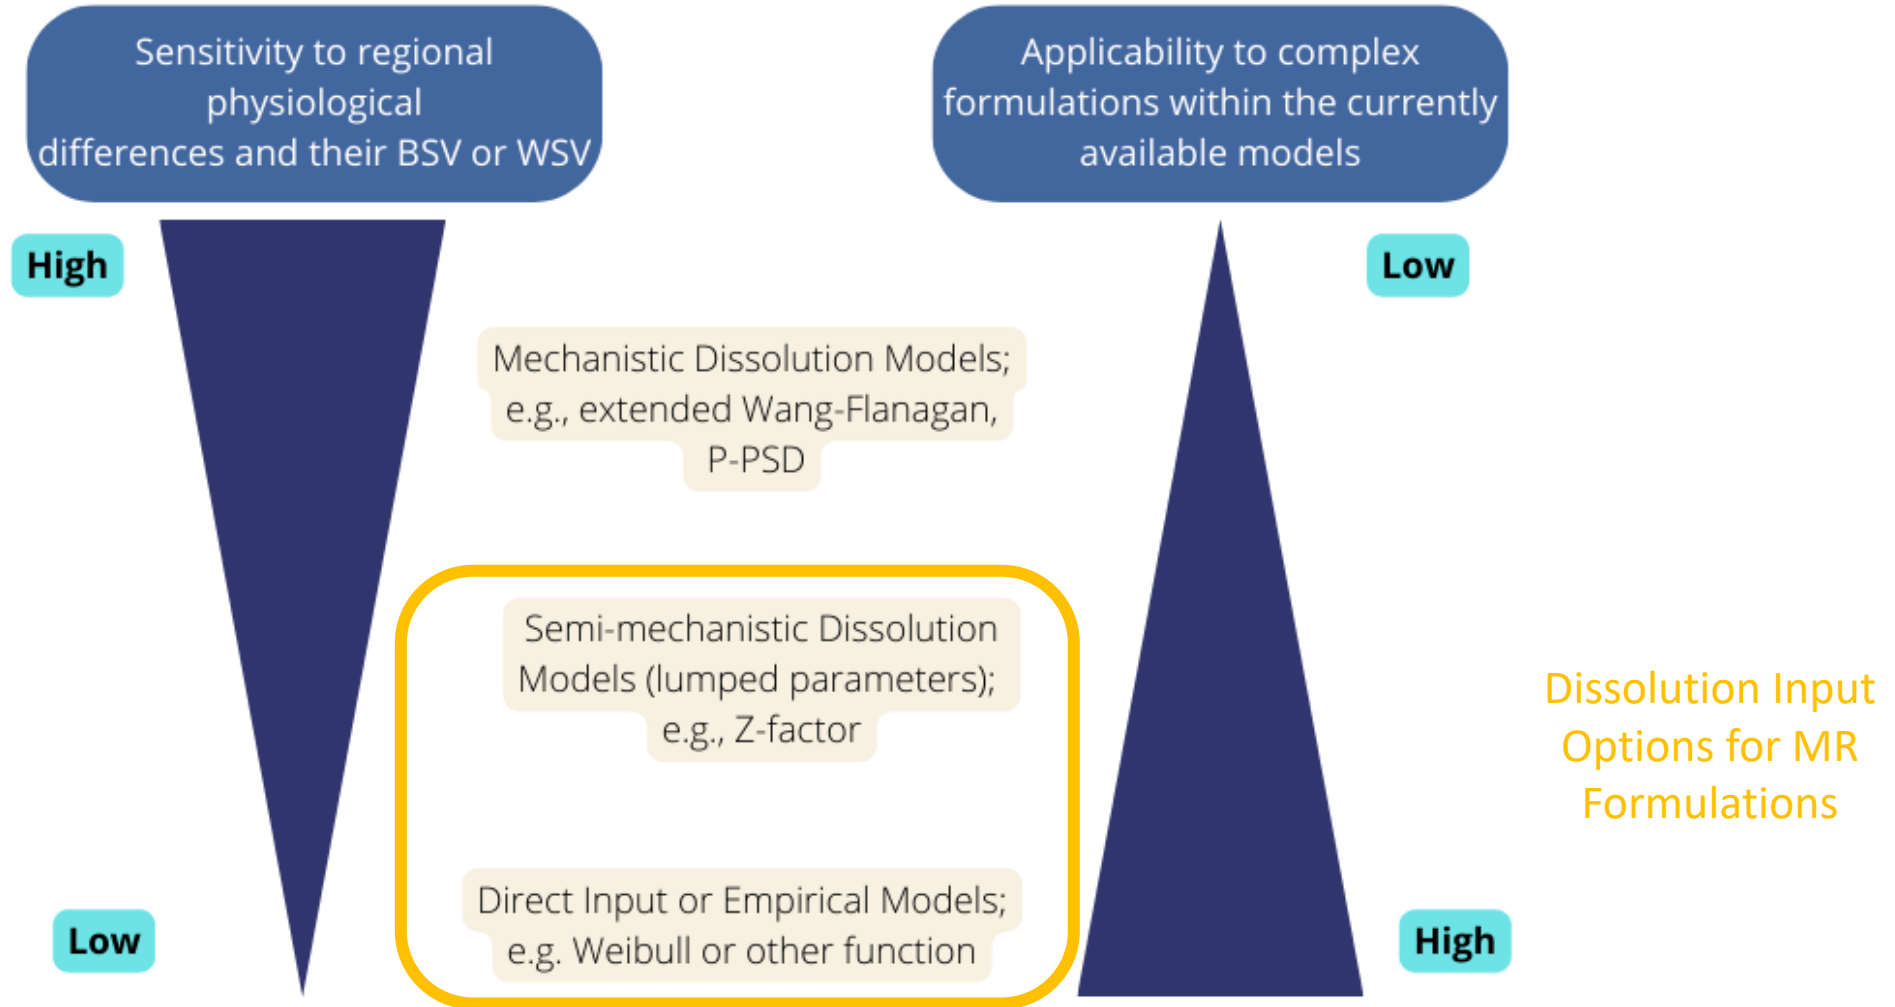 Sensitivity to regional
physiological
differences and their BSV or WSV
Applicability to complex
formulations within the currently
available models
High
Low
Mechanistic Dissolution Models;
e.g., extended Wang-Flanagan,
P-PSD
Semi-mechanistic Dissolution
Models (lumped parameters);
e.g., Z-factor
Dissolution Input
Options for MR
Formulations
Direct Input or Empirical Models;
e.g. Weibull or other function
Low
High